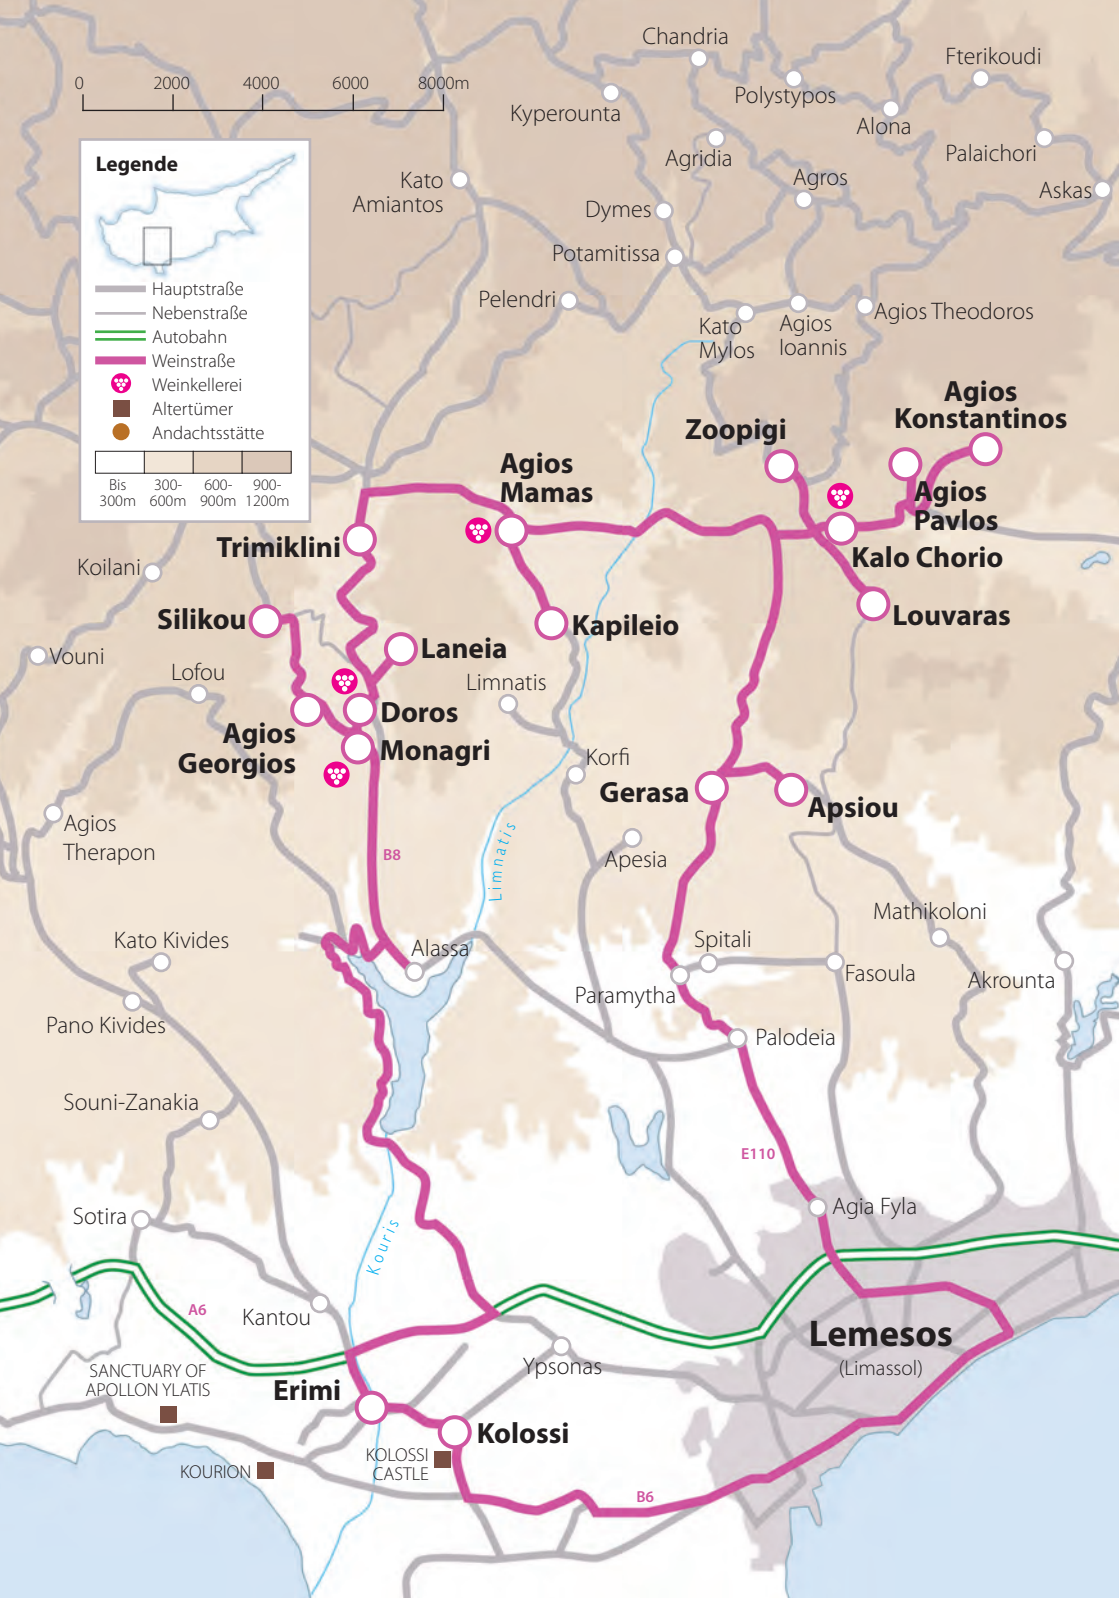 Chandria
Fterikoudi
0
2000
4000
6000
8000m
Kyperounta
Polystypos
Alona
Palaichori
Agridia
Legende
Kato
Amiantos
Agros
Askas
Dymes
Potamitissa
Pelendri
Hauptstraße
Nebenstraße
Autobahn
Weinstraße
Weinkellerei
Altertümer
Andachtsstätte
Bis
300m
300-
600m
600-
900m
900-
1200m
Kato
Mylos
Agios
Ioannis
Agios Theodoros
Agios
Konstantinos
Zoopigi
Agios
Mamas
Agios
Pavlos
Trimiklini
Kalo Chorio
Koilani
Silikou
Kapileio
Louvaras
Vouni
Laneia
Lofou
Limnatis
Doros
Agios
Georgios
Monagri
Korfi
Gerasa
Apsiou
Agios
Therapon
B8
Limnatis
Apesia
Mathikoloni
Kato Kivides
Alassa
Spitali
Fasoula
Akrounta
Paramytha
Pano Kivides
Palodeia
Souni-Zanakia
E110
Sotira
Agia Fyla
Kouris
A6
Kantou
Lemesos
(Limassol)
SANCTUARY OF
APOLLON YLATIS
Ypsonas
Erimi
Kolossi
KOLOSSI
CASTLE
KOURION
B6